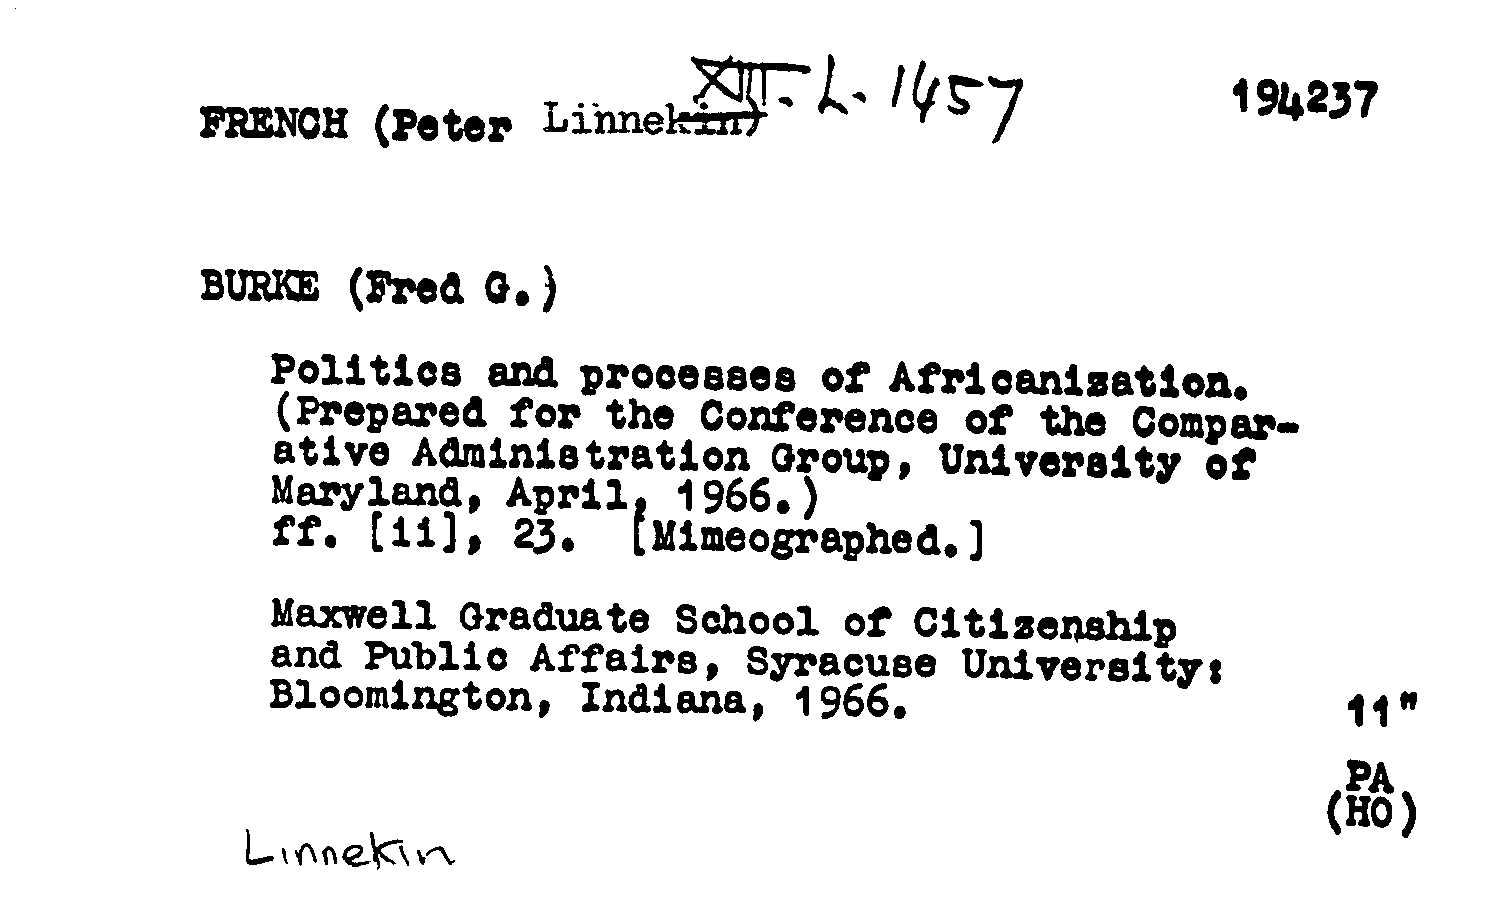 XIII. L. 1457
194237
FRENCH (Peter Linnekin)
BURKE (Fred G.)
Politics and processes of Africanization.
(Prepared for the Conference of the Compar-
ative Administration Group, University of
Maryland, April, 1966.)
ff. [ii], 23. [Mimeographed.]
Maxwell Graduate School of Citizenship
and Public Affairs, Syracuse University:
Bloomington, Indiana, 1966.
11"
PA
(HO)
Linnekin